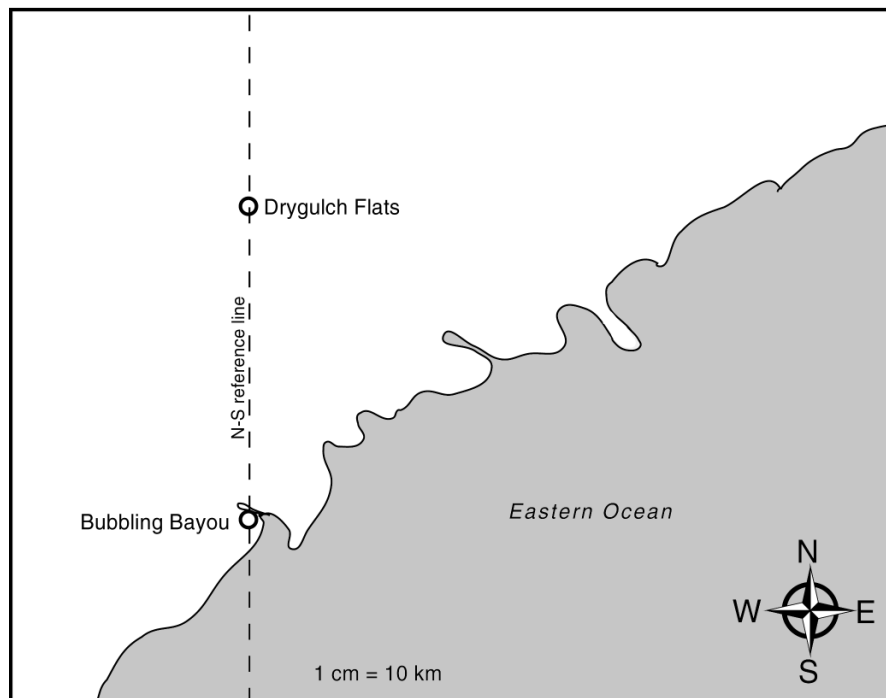 Drygulch Flats
N-S reference line
Bubbling Bayou
Eastern Ocean
N
W E
S
1 cm = 10 km